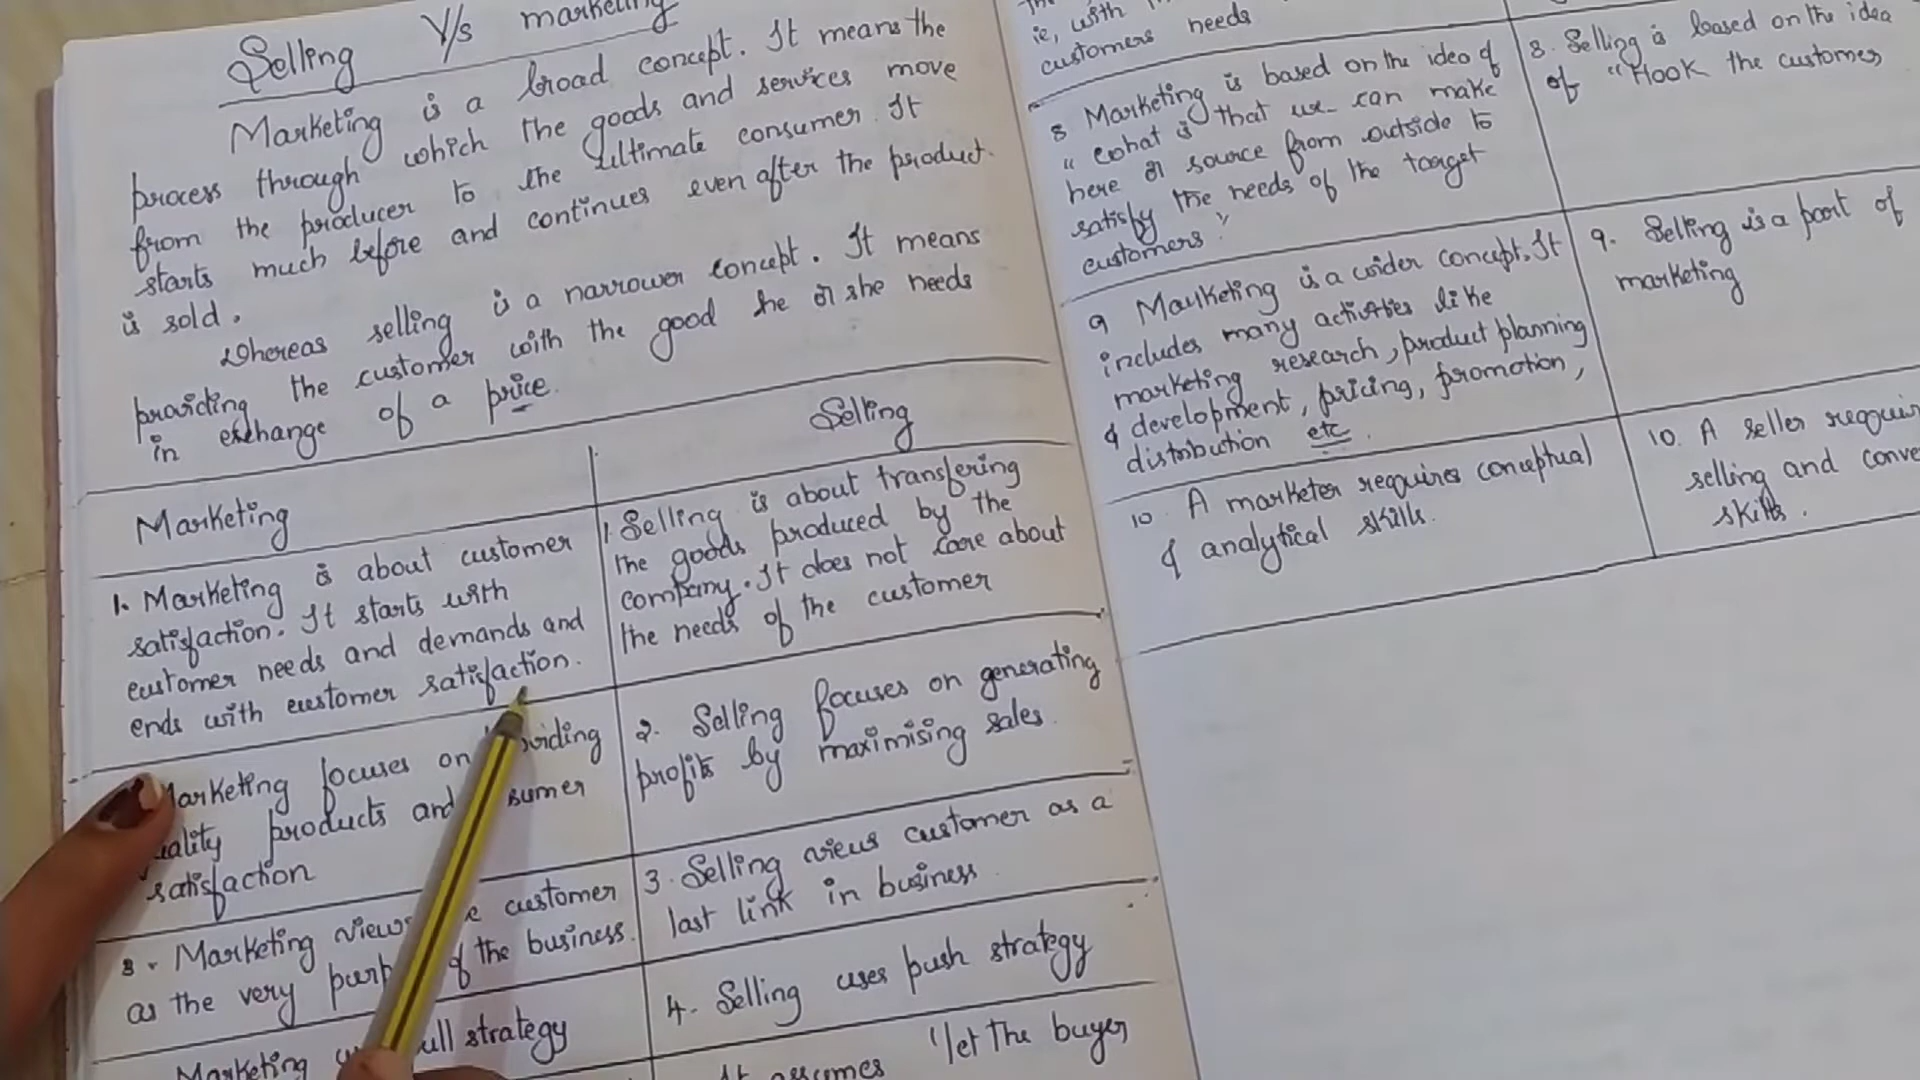 Selling V/s marketing
Marketing is a broad concept. It means the
process through which the goods and services move
from the producer to the ultimate consumer. It
starts much before and continues even after the product
is sold.
Whereas selling is a narrower concept. It means
providing the customer with the good he or she needs
in exchange of a price.
Marketing
1. Marketing is about customer
satisfaction. It starts with
customer needs and demands and
ends with customer satisfaction.
Marketing focuses on
products and
satisfaction
3. Marketing views customer
as the very of the business.
Marketing strategy
Selling
1. Selling is about transfering
the goods produced by the
company. It does not care about
the needs of the customer
2. Selling focuses on generating
profits by maximising sales.
3. Selling views customer as a
last link in business
4. Selling uses push strategy
It assumes "let the buyer
ie, with
customers needs
8 Marketing is based on the idea of
"what is that we can make
here or source from outside to
satisfy the needs of the target
customers."
9 Marketing is a wider concept. It
includes many activities like
marketing research, product planning
& development, pricing, promotion,
distribution etc.
10. A marketer requires conceptual
& analytical skills.
8. Selling is based on the idea
of "Hook the customer
9. Selling is a part of
marketing
10. A seller
selling and
skills.